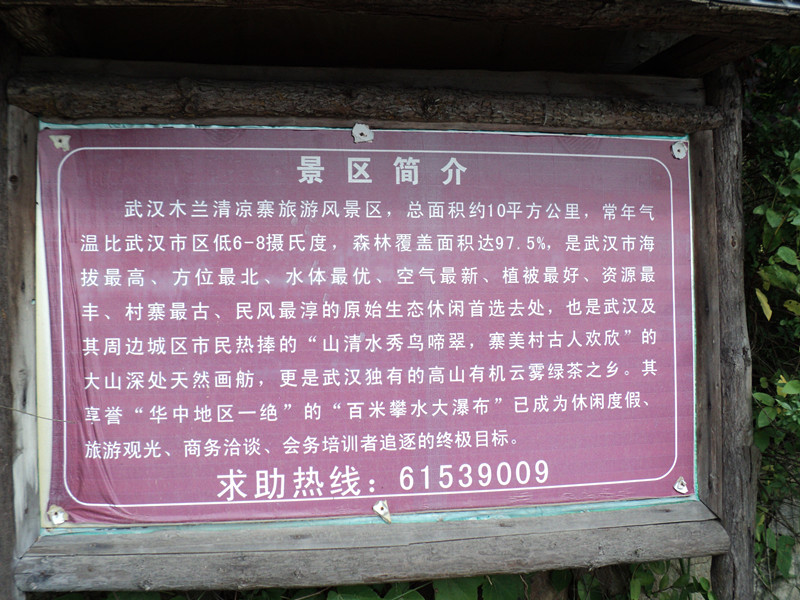 景区简介
武汉木兰清凉寨旅游风景区，总面积约10平方公里，常年气
温比武汉市区低6-8摄氏度，森林覆盖面积达97.5%，是武汉市海
拔最高、方位最北、水体最优、空气最新、植被最好、资源最
丰、村寨最古、民风最淳的原始生态休闲首选去处，也是武汉及
其周边城区市民热捧的“山清水秀鸟啼翠，寨美村古人欢欣”的
大山深处天然画舫，更是武汉独有的高山有机云雾绿茶之乡。其
享誉“华中地区一绝”的“百米攀水大瀑布”已成为休闲度假、
旅游观光、商务洽谈、会务培训者追逐的终极目标。
求助热线：61539009